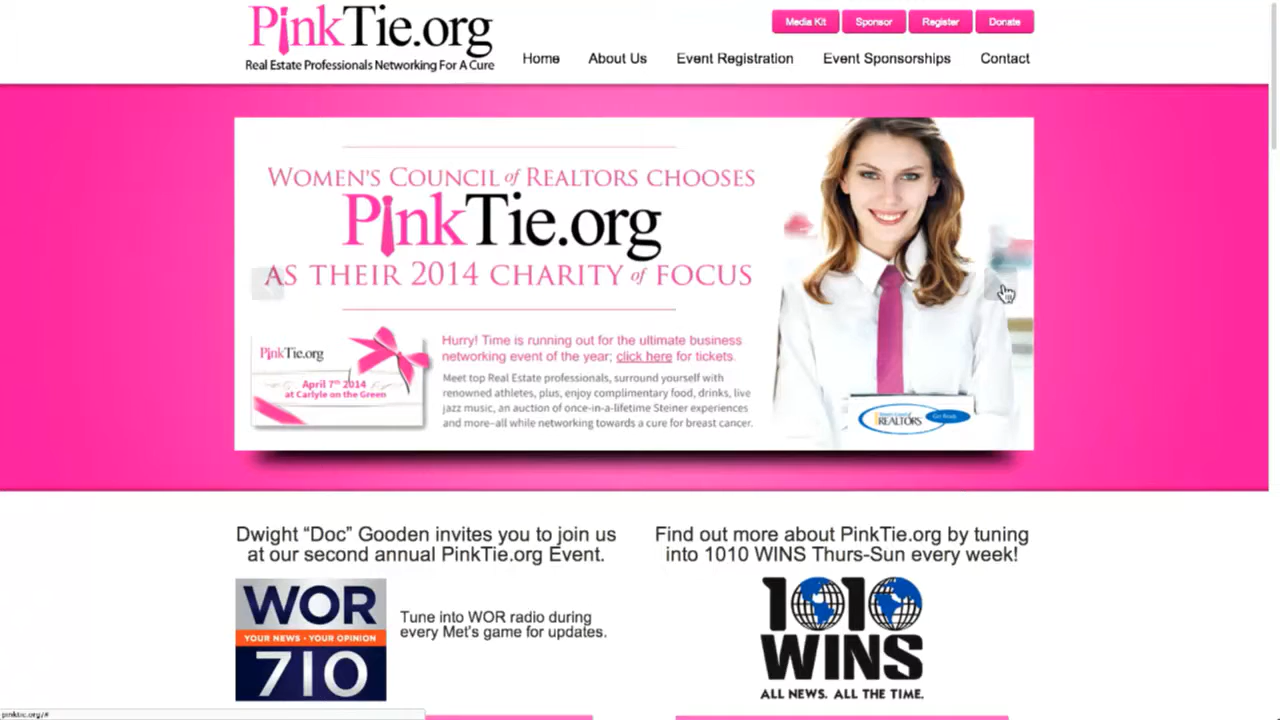 PinkTie.org
Real Estate Professionals Networking For A Cure
Media Kit
Sponsor
Register
Donate
Home
About Us
Event Registration
Event Sponsorships
Contact
WOMEN'S COUNCIL of REALTORS CHOOSES
PinkTie.org
AS THEIR 2014 CHARITY of FOCUS
PinkTie.org
April 7th 2014
at Carlyle on the Green
Hurry! Time is running out for the ultimate business
networking event of the year; click here for tickets.
Meet top Real Estate professionals, surround yourself with
renowned athletes, plus, enjoy complimentary food, drinks, live
jazz music, an auction of once-in-a-lifetime Steiner experiences
and more–all while networking towards a cure for breast cancer.
REALTORS
Dwight “Doc” Gooden invites you to join us
at our second annual PinkTie.org Event.
WOR
YOUR NEWS · YOUR OPINION
710
Tune into WOR radio during
every Met's game for updates.
Find out more about PinkTie.org by tuning
into 1010 WINS Thurs-Sun every week!
1010
WINS
ALL NEWS. ALL THE TIME.
pinktie.org/#